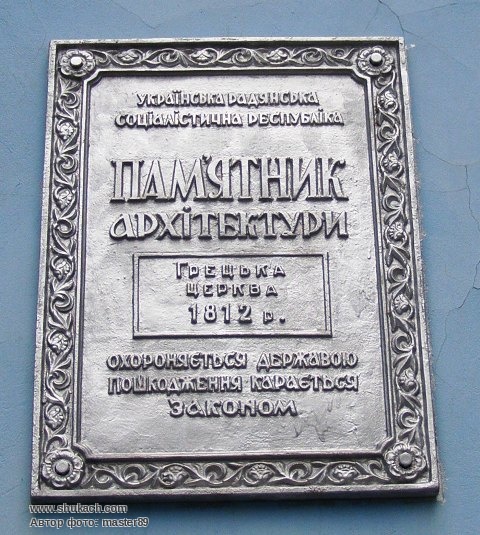 Українська Радянська
Соціалістична Республіка
Пам'ятник
архітектури
Грецька
церква
1812 р.
Охороняється державою
Пошкодження карається
законом
www.shukach.com
Автор фото: master89